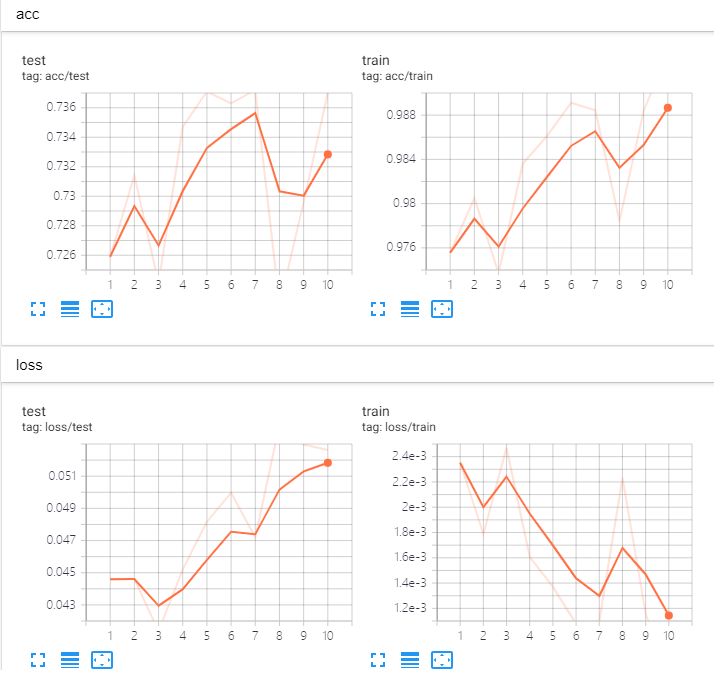 acc
test
tag: acc/test
0.736
0.734
0.732
0.73
0.728
0.726
1 2 3 4 5 6 7 8 9 10
train
tag: acc/train
0.988
0.984
0.98
0.976
1 2 3 4 5 6 7 8 9 10
loss
test
tag: loss/test
0.051
0.049
0.047
0.045
0.043
1 2 3 4 5 6 7 8 9 10
train
tag: loss/train
2.4e-3
2.2e-3
2e-3
1.8e-3
1.6e-3
1.4e-3
1.2e-3
1 2 3 4 5 6 7 8 9 10